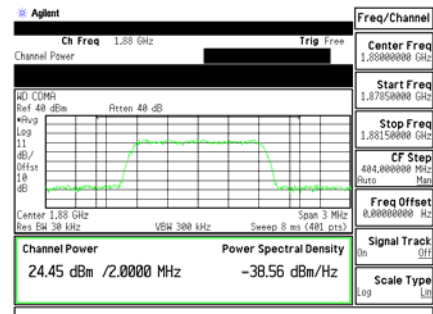 Agilent
Freq/Channel
Ch Freq 1.88 GHz Trig Free
Channel Power
Center Freq
1.88000000 GHz
Start Freq
1.87850000 GHz
Stop Freq
1.88150000 GHz
CF Step
404.000000 MHz
Auto Man
Freq Offset
0.00000000 Hz
Signal Track
On Off
Scale Type
Log Lin
WD CDMA
Ref 40 dBm Atten 40 dB
#Avg
Log
11
dB/
Offst
10
dB
Center 1.88 GHz Span 3 MHz
Res BW 30 kHz VBW 300 kHz Sweep 8 ms (401 pts)
Channel Power Power Spectral Density
24.45 dBm /2.0000 MHz -38.56 dBm/Hz